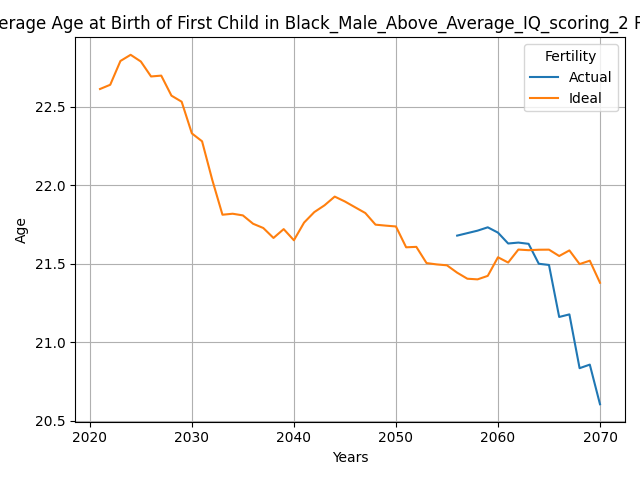 erage Age at Birth of First Child in Black_Male_Above_Average_IQ_scoring_2
Fertility
Actual
Ideal
22.5
22.0
21.5
21.0
20.5
Age
2020 2030 2040 2050 2060 2070
Years